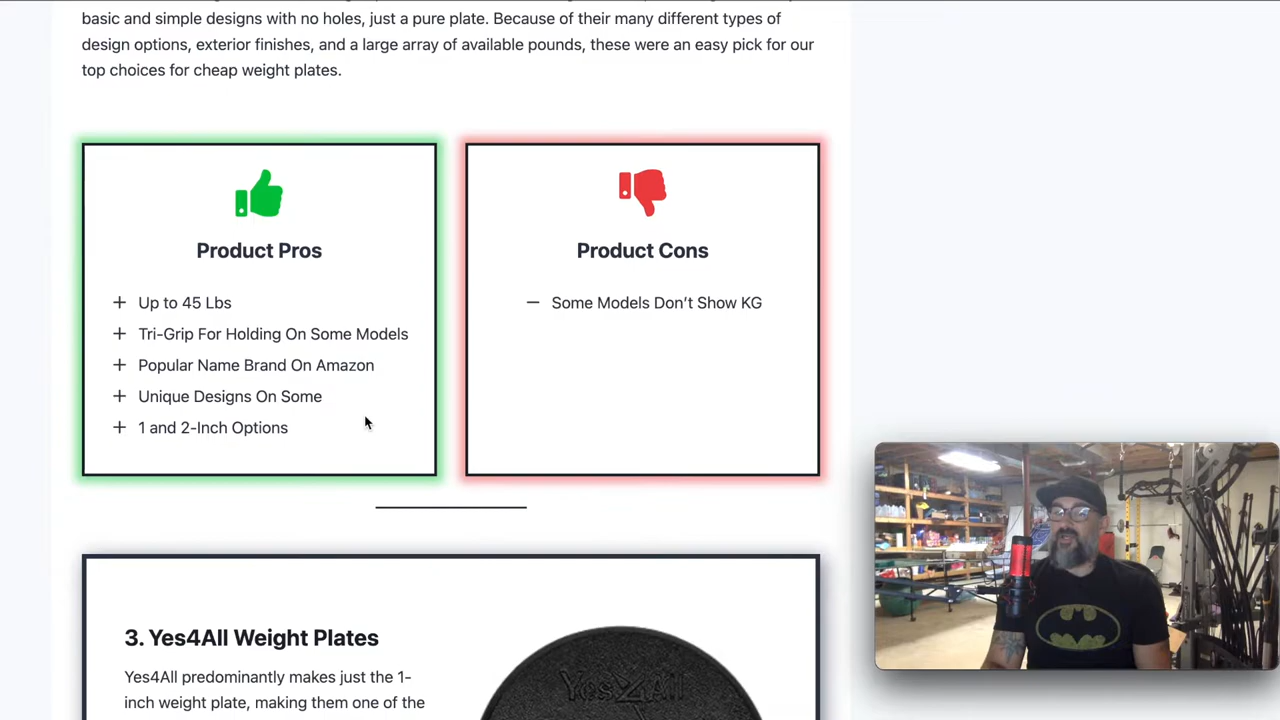 basic and simple designs with no holes, just a pure plate. Because of their many different types of
design options, exterior finishes, and a large array of available pounds, these were an easy pick for our
top choices for cheap weight plates.
Product Pros
Up to 45 Lbs
Tri-Grip For Holding On Some Models
Popular Name Brand On Amazon
Unique Designs On Some
1 and 2-Inch Options
Product Cons
Some Models Don’t Show KG
3. Yes4All Weight Plates
Yes4All predominantly makes just the 1-
inch weight plate, making them one of the
Yes4All